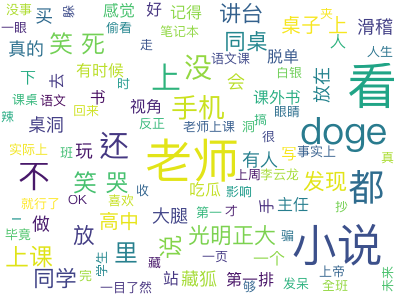 没事 买 躲 感觉 好 记得 讲台 桌子 上 夹 滑稽
一眼 真的 笑 死 偷看 走 笔记本 同桌 脱单 人 人生
下 去 有时候 上 没 会 语文课 白银 放在
课桌 语文 书 时 视角 手机 课外书 眼睛 看
辣 桌洞 回来 反正 老师上课 洞 搞 很 doge
实际上 班 玩 还 老师 有人 写 事实上 真
不 笑 哭 上周 李云龙 发现 都
就行了 OK 收 喜欢 吃瓜 影响 手 主任 抄
一 做 高中 大腿 第一 才 小说
毕竟 放 里 说 光明正大 骗
上课 学生 藏 一页 一个 上帝
同学 完 站 藏狐 第一排 发呆 全班 未来
一目了然 够